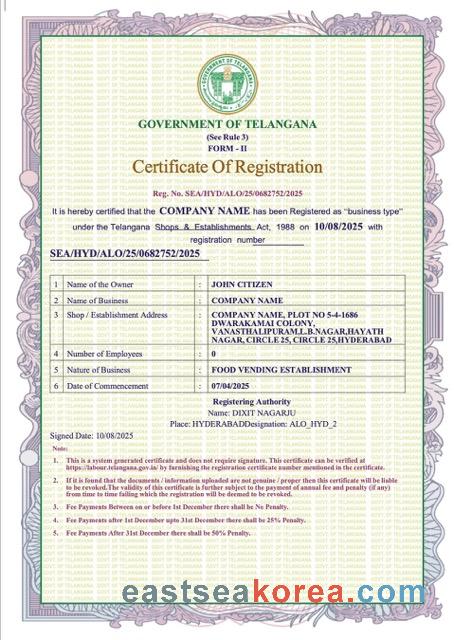 GOVERNMENT OF TELANGANA
(See Rule 3)
FORM - II
Certificate Of Registration
Reg. No. SEA/HYD/ALO/25/0682752/2025
It is hereby certified that the COMPANY NAME has been Registered as "business type"
under the Telangana Shops & Establishments Act, 1988 on 10/08/2025 with
registration number
SEA/HYD/ALO/25/0682752/2025
1 Name of the Owner : JOHN CITIZEN
2 Name of Business : COMPANY NAME
3 Shop / Establishment Address : COMPANY NAME, PLOT NO 5-4-1686
DWARAKAMAI COLONY,
VANASTHALIPURAM,L.B.NAGAR,HAYATH
NAGAR, CIRCLE 25, CIRCLE 25,HYDERABAD
4 Number of Employees : 0
5 Nature of Business : FOOD VENDING ESTABLISHMENT
6 Date of Commencement : 07/04/2025
Registering Authority
Name: DIXIT NAGARJU
Place: HYDERABADDesignation: ALO_HYD_2
Signed Date: 10/08/2025
Note:
1. This is a system generated certificate and does not require signature. This certificate can be verified at
https://labour.telangana.gov.in/ by furnishing the registration certificate number mentioned in the certificate.
2. If it is found that the documents / information uploaded are not genuine / proper then this certificate will be liable
to be revoked.The validity of this certificate is further subject to the payment of annual fee and penalty (if any)
from time to time failing which the registration will be deemed to be revoked.
3. Fee Payments Between on or before 1st December there shall be No Penalty.
4. Fee Payments after 1st December upto 31st December there shall be 25% Penalty.
5. Fee Payments After 31st December there shall be 50% Penalty.
eastseakorea.com